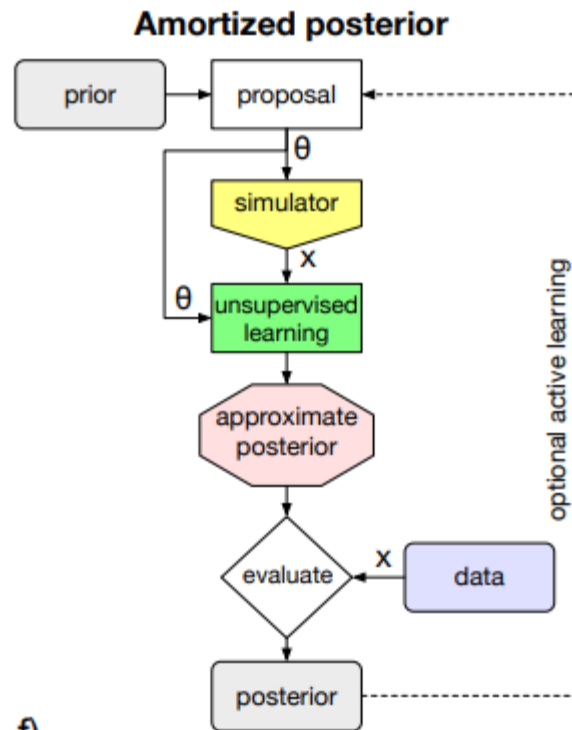 Amortized posterior
prior
proposal
θ
simulator
x
θ
unsupervised
learning
approximate
posterior
optional active learning
evaluate
x
data
posterior
f)